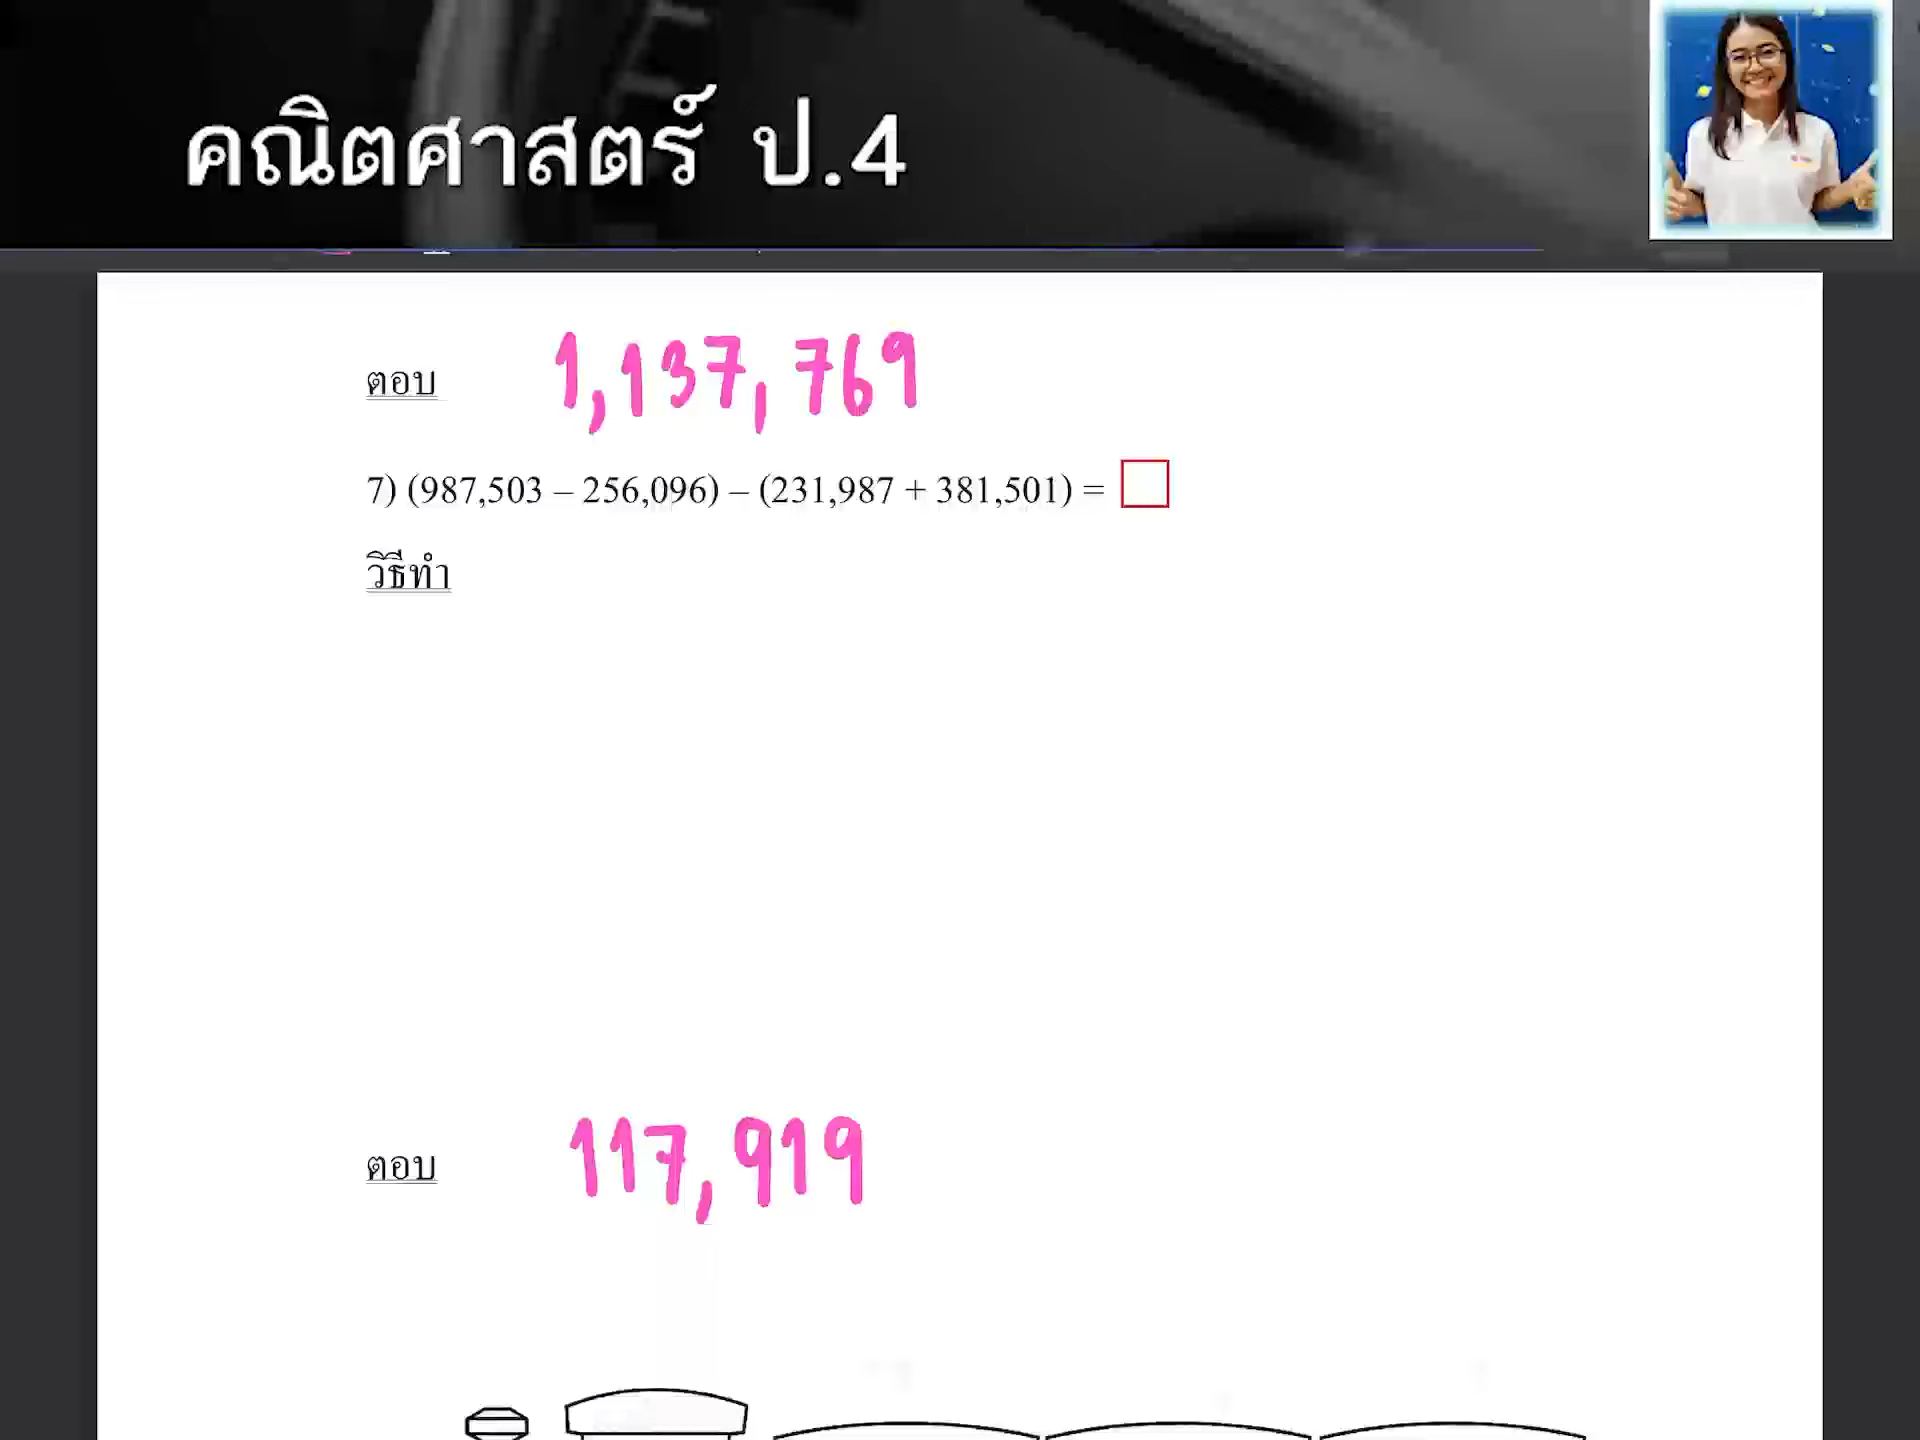 คณิตศาสตร์ ป.4
ตอบ 1,137,769
7) (987,503 – 256,096) – (231,987 + 381,501) =
วิธีทำ
ตอบ 117,919